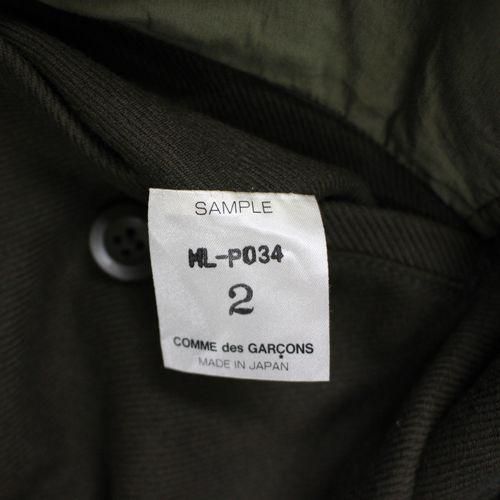 SAMPLE
ML-P034
2
COMME des GARÇONS
MADE IN JAPAN